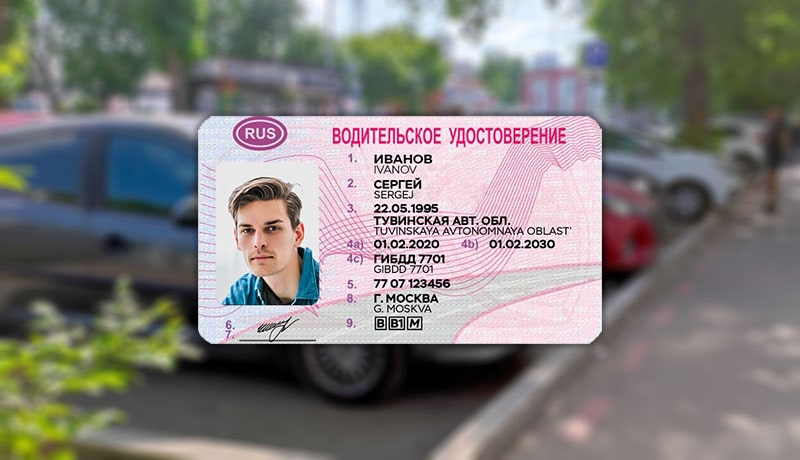 RUS
ВОДИТЕЛЬСКОЕ УДОСТОВЕРЕНИЕ
1. ИВАНОВ
IVANOV
2. СЕРГЕЙ
SERGEJ
3. 22.05.1995
ТУВИНСКАЯ АВТ. ОБЛ.
TUVINSKAYA AVTONOMNAYA OBLAST'
4a) 01.02.2020 4b) 01.02.2030
4c) ГИБДД 7701
GIBDD 7701
5. 77 07 123456
8. Г. МОСКВА
G. MOSKVA
6.
7.
9. B B1 M